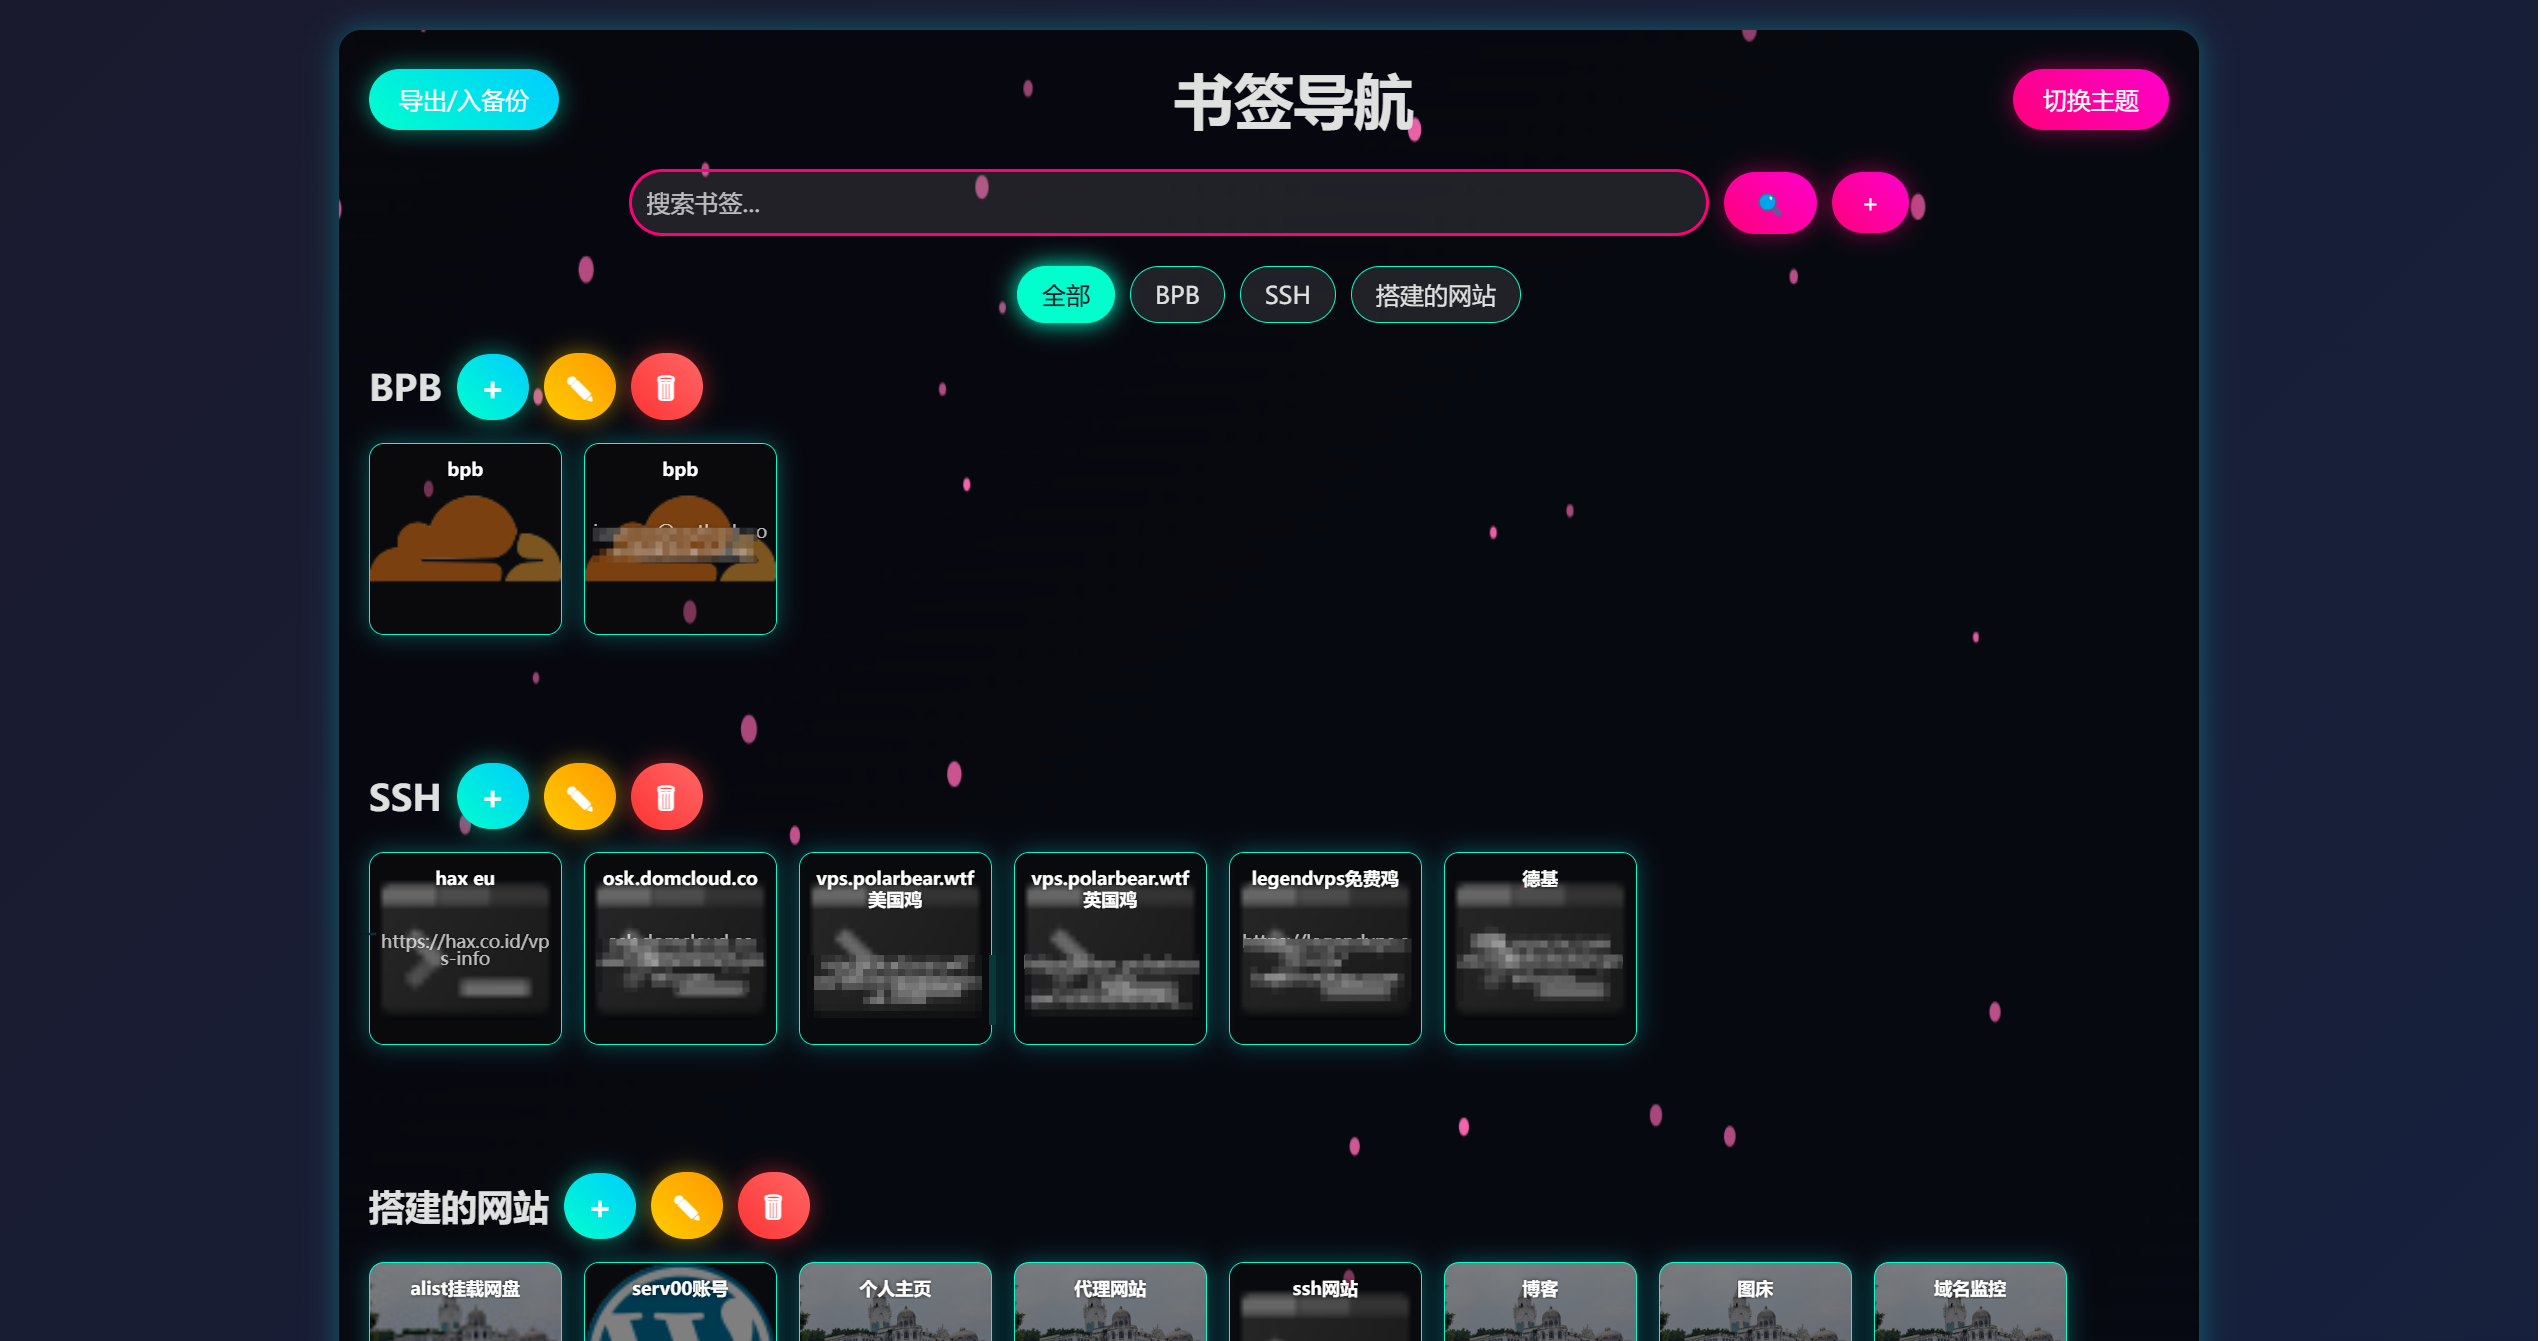 导出/入备份
书签导航
切换主题
搜索书签...
+
全部
BPB
SSH
搭建的网站
BPB
+
bpb
bpb
SSH
+
hax eu
https://hax.co.id/vp
s-info
osk.domcloud.co
vps.polarbear.wtf
美国鸡
vps.polarbear.wtf
英国鸡
legendvps免费鸡
德基
搭建的网站
+
alist挂载网盘
serv00账号
个人主页
代理网站
ssh网站
博客
图床
域名监控